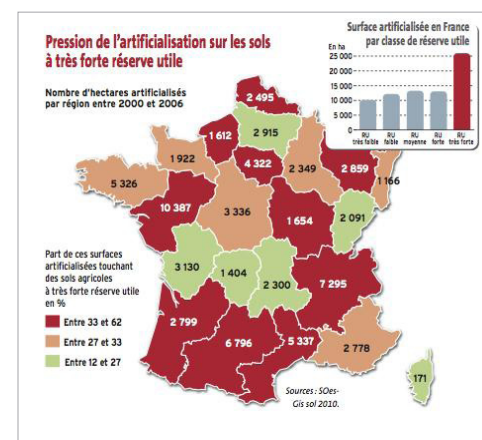 Pression de l'artificialisation sur les sols
à très forte réserve utile
Nombre d'hectares artificialisés
par région entre 2000 et 2006
Surface artificialisée en France
par classe de réserve utile
En ha
25 000
20 000
15 000
10 000
5 000
0
RU
très faible
RU
faible
RU
moyenne
RU
forte
RU
très forte
2 495
1 612
2 915
1 922
4 322
2 349
2 859
1 166
5 326
10 387
3 336
1 654
2 091
3 130
1 404
2 300
7 295
2 799
6 796
5 337
2 778
171
Part de ces surfaces
artificialisées touchant
des sols agricoles
à très forte réserve utile
en %
Entre 33 et 62
Entre 27 et 33
Entre 12 et 27
Sources : SOes-
Gis sol 2010.